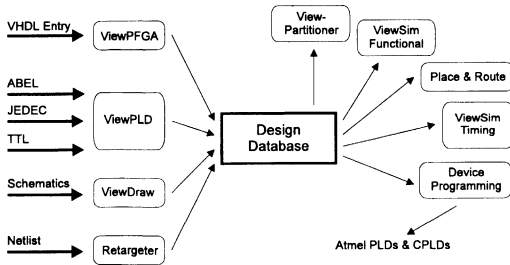 VHDL Entry
ViewPFGA
ABEL
JEDEC
TTL
ViewPLD
Schematics
ViewDraw
Netlist
Retargeter
Design
Database
View-
Partitioner
ViewSim
Functional
Place & Route
ViewSim
Timing
Device
Programming
Atmel PLDs & CPLDs